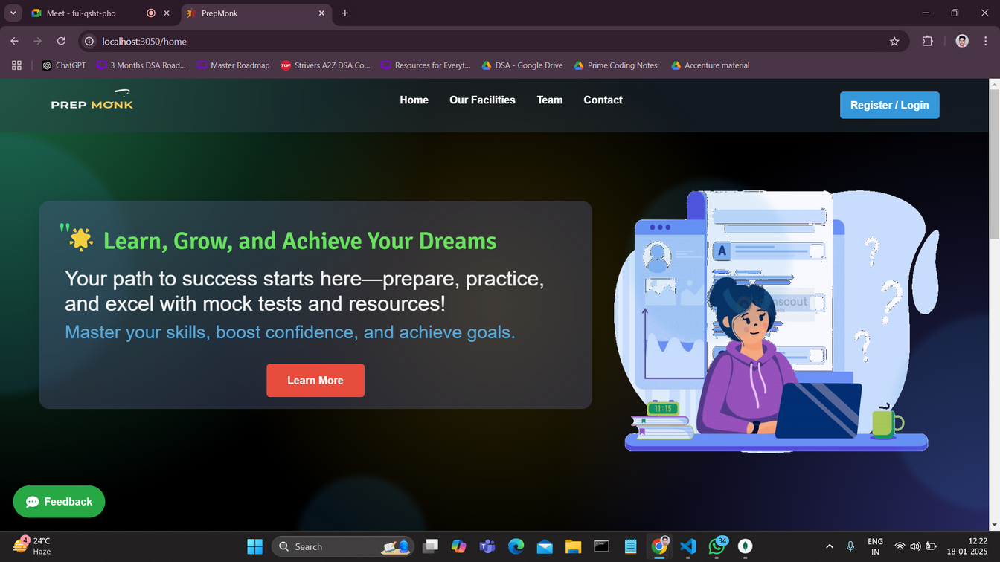 Meet - fui-qsht-pho
PrepMonk
localhost:3050/home
ChatGPT
3 Months DSA Road...
Master Roadmap
TUF
Strivers A2Z DSA Co...
Resources for Everyt...
DSA - Google Drive
Prime Coding Notes
Accenture material
PREP MONK
Home
Our Facilities
Team
Contact
Register / Login
"🌟 Learn, Grow, and Achieve Your Dreams
Your path to success starts here—prepare, practice,
and excel with mock tests and resources!
Master your skills, boost confidence, and achieve goals.
Learn More
A
? ? ?
11:15
Feedback
4
24°C
Haze
Search
34
ENG
IN
12:22
18-01-2025